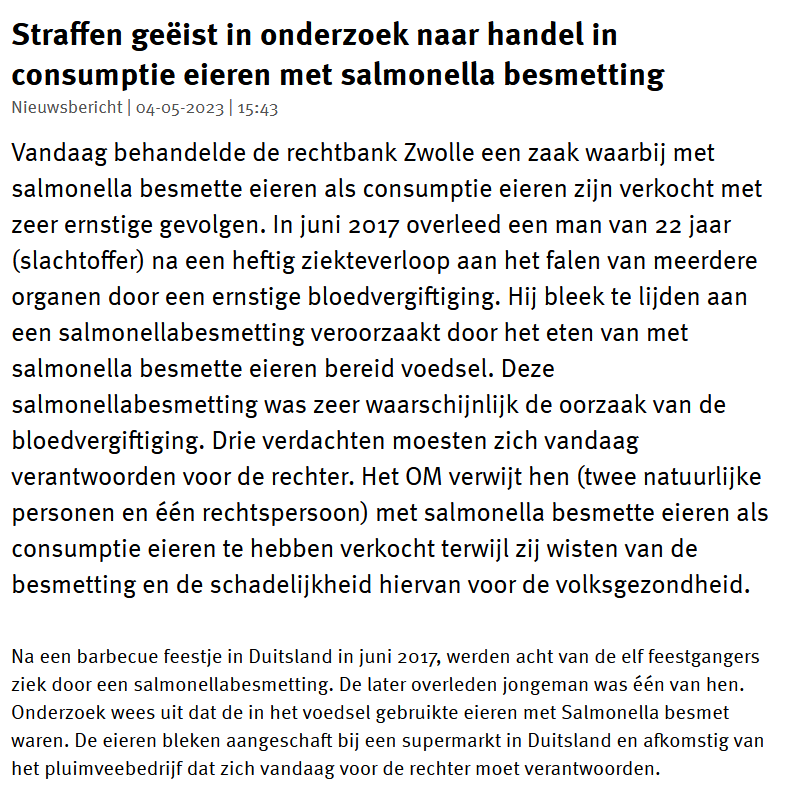 Straffen geëist in onderzoek naar handel in
consumptie eieren met salmonella besmetting
Nieuwsbericht | 04-05-2023 | 15:43
Vandaag behandelde de rechtbank Zwolle een zaak waarbij met
salmonella besmette eieren als consumptie eieren zijn verkocht met
zeer ernstige gevolgen. In juni 2017 overleed een man van 22 jaar
(slachtoffer) na een heftig ziekteverloop aan het falen van meerdere
organen door een ernstige bloedvergiftiging. Hij bleek te lijden aan
een salmonellabesmetting veroorzaakt door het eten van met
salmonella besmette eieren bereid voedsel. Deze
salmonellabesmetting was zeer waarschijnlijk de oorzaak van de
bloedvergiftiging. Drie verdachten moesten zich vandaag
verantwoorden voor de rechter. Het OM verwijt hen (twee natuurlijke
personen en één rechtspersoon) met salmonella besmette eieren als
consumptie eieren te hebben verkocht terwijl zij wisten van de
besmetting en de schadelijkheid hiervan voor de volksgezondheid.
Na een barbecue feestje in Duitsland in juni 2017, werden acht van de elf feestgangers
ziek door een salmonellabesmetting. De later overleden jongeman was één van hen.
Onderzoek wees uit dat de in het voedsel gebruikte eieren met Salmonella besmet
waren. De eieren bleken aangeschaft bij een supermarkt in Duitsland en afkomstig van
het pluimveebedrijf dat zich vandaag voor de rechter moet verantwoorden.